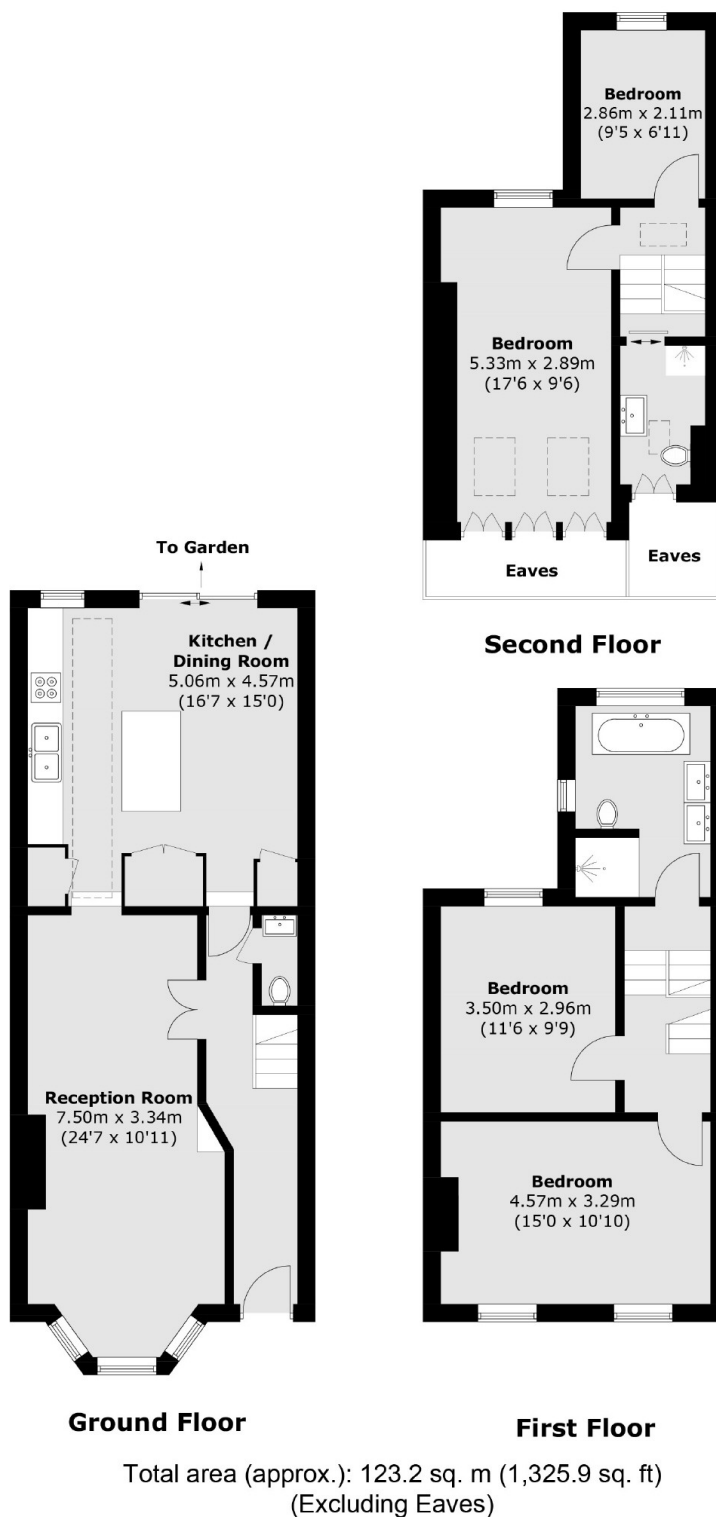 Bedroom
2.86m x 2.11m
(9'5 x 6'11)
Bedroom
5.33m x 2.89m
(17'6 x 9'6)
Eaves
Eaves
Second Floor
To Garden
Kitchen /
Dining Room
5.06m x 4.57m
(16'7 x 15'0)
Reception Room
7.50m x 3.34m
(24'7 x 10'11)
Ground Floor
Bedroom
3.50m x 2.96m
(11'6 x 9'9)
Bedroom
4.57m x 3.29m
(15'0 x 10'10)
First Floor
Total area (approx.): 123.2 sq. m (1,325.9 sq. ft)
(Excluding Eaves)